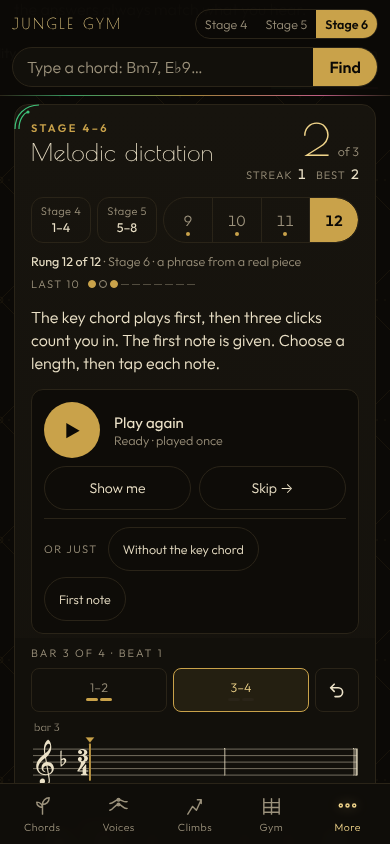 JUNGLE GYM
Stage 4 Stage 5 Stage 6
Type a chord: Bm7, E♭9… Find
STAGE 4–6
Melodic dictation
2 of 3
STREAK 1 BEST 2
Stage 4
1–4
Stage 5
5–8
9 10 11 12
Rung 12 of 12 · Stage 6 · a phrase from a real piece
LAST 10
The key chord plays first, then three clicks
count you in. The first note is given. Choose a
length, then tap each note.
Play again
Ready · played once
Show me Skip →
OR JUST Without the key chord
First note
BAR 3 OF 4 · BEAT 1
1–2 3–4
bar 3
3
4
Chords Voices Climbs Gym More